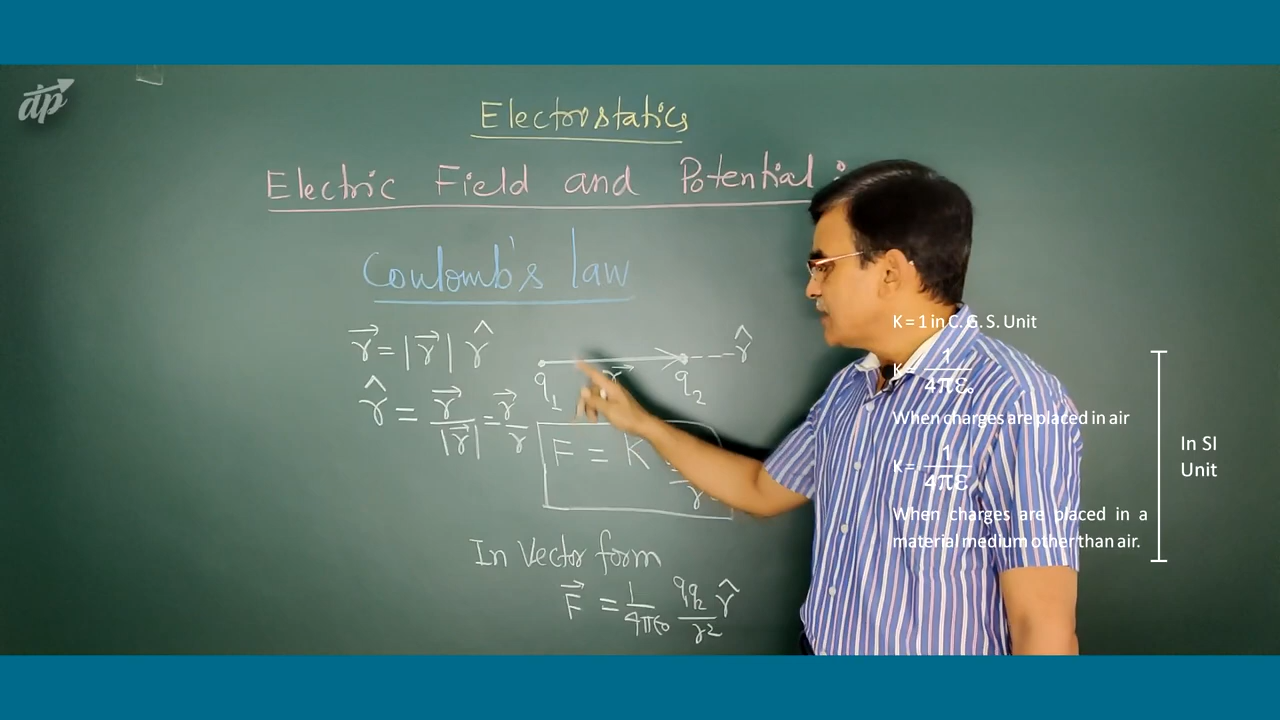 dp
Electrostatics
Electric Field and Potential :
Coulomb's law
r⃗ = |r⃗| r̂
q₁ r⃗ q₂ r̂
r̂ = r⃗/|r⃗| = r⃗/r
F = K
In Vector form
F⃗ = 1/4πε₀ q₁q₂/r² r̂
K = 1 in C. G. S. Unit
K = 1/4πε₀
When charges are placed in air
K = 1/4πε
When charges are placed in a
material medium other than air.
In SI
Unit